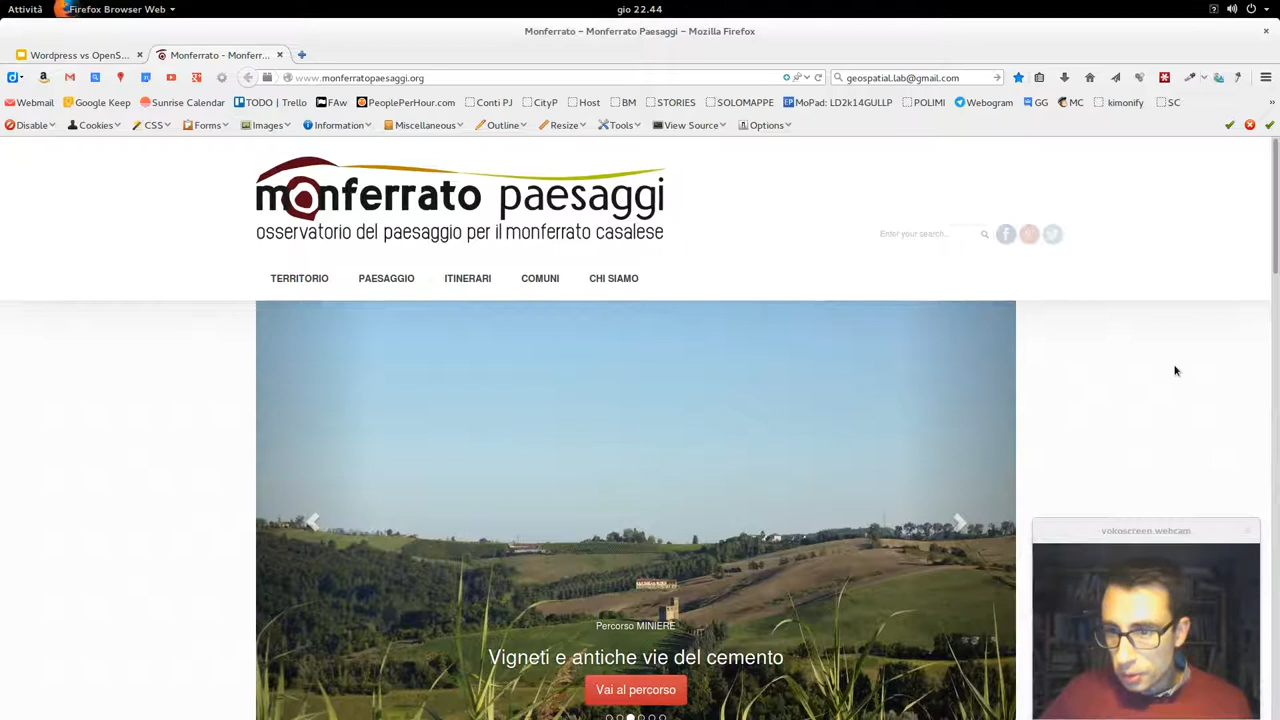 Attività Firefox Browser Web gio 22.44
Monferrato – Monferrato Paesaggi – Mozilla Firefox
Wordpress vs OpenS... Monferrato - Monferr...
www.monferratopaesaggi.org geospatial.lab@gmail.com
Webmail Google Keep Sunrise Calendar TODO | Trello FAw PeoplePerHour.com Conti PJ CityP Host BM STORIES SOLOMAPPE MoPad: LD2k14GULLP POLIMI Webogram GG MC kimonify SC
Disable Cookies CSS Forms Images Information Miscellaneous Outline Resize Tools View Source Options
monferrato paesaggi
osservatorio del paesaggio per il monferrato casalese
Enter your search...
TERRITORIO PAESAGGIO ITINERARI COMUNI CHI SIAMO
yokoscreen webcam
Percorso MINIERE
Vigneti e antiche vie del cemento
Vai al percorso